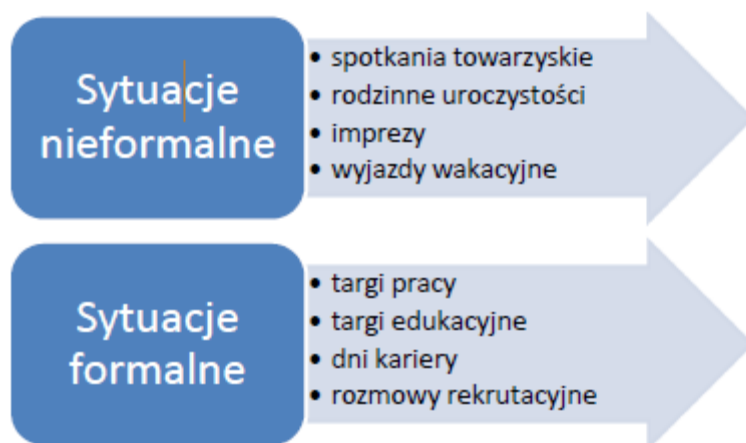 Sytuacje
nieformalne
• spotkania towarzyskie
• rodzinne uroczystości
• imprezy
• wyjazdy wakacyjne
Sytuacje
formalne
• targi pracy
• targi edukacyjne
• dni kariery
• rozmowy rekrutacyjne